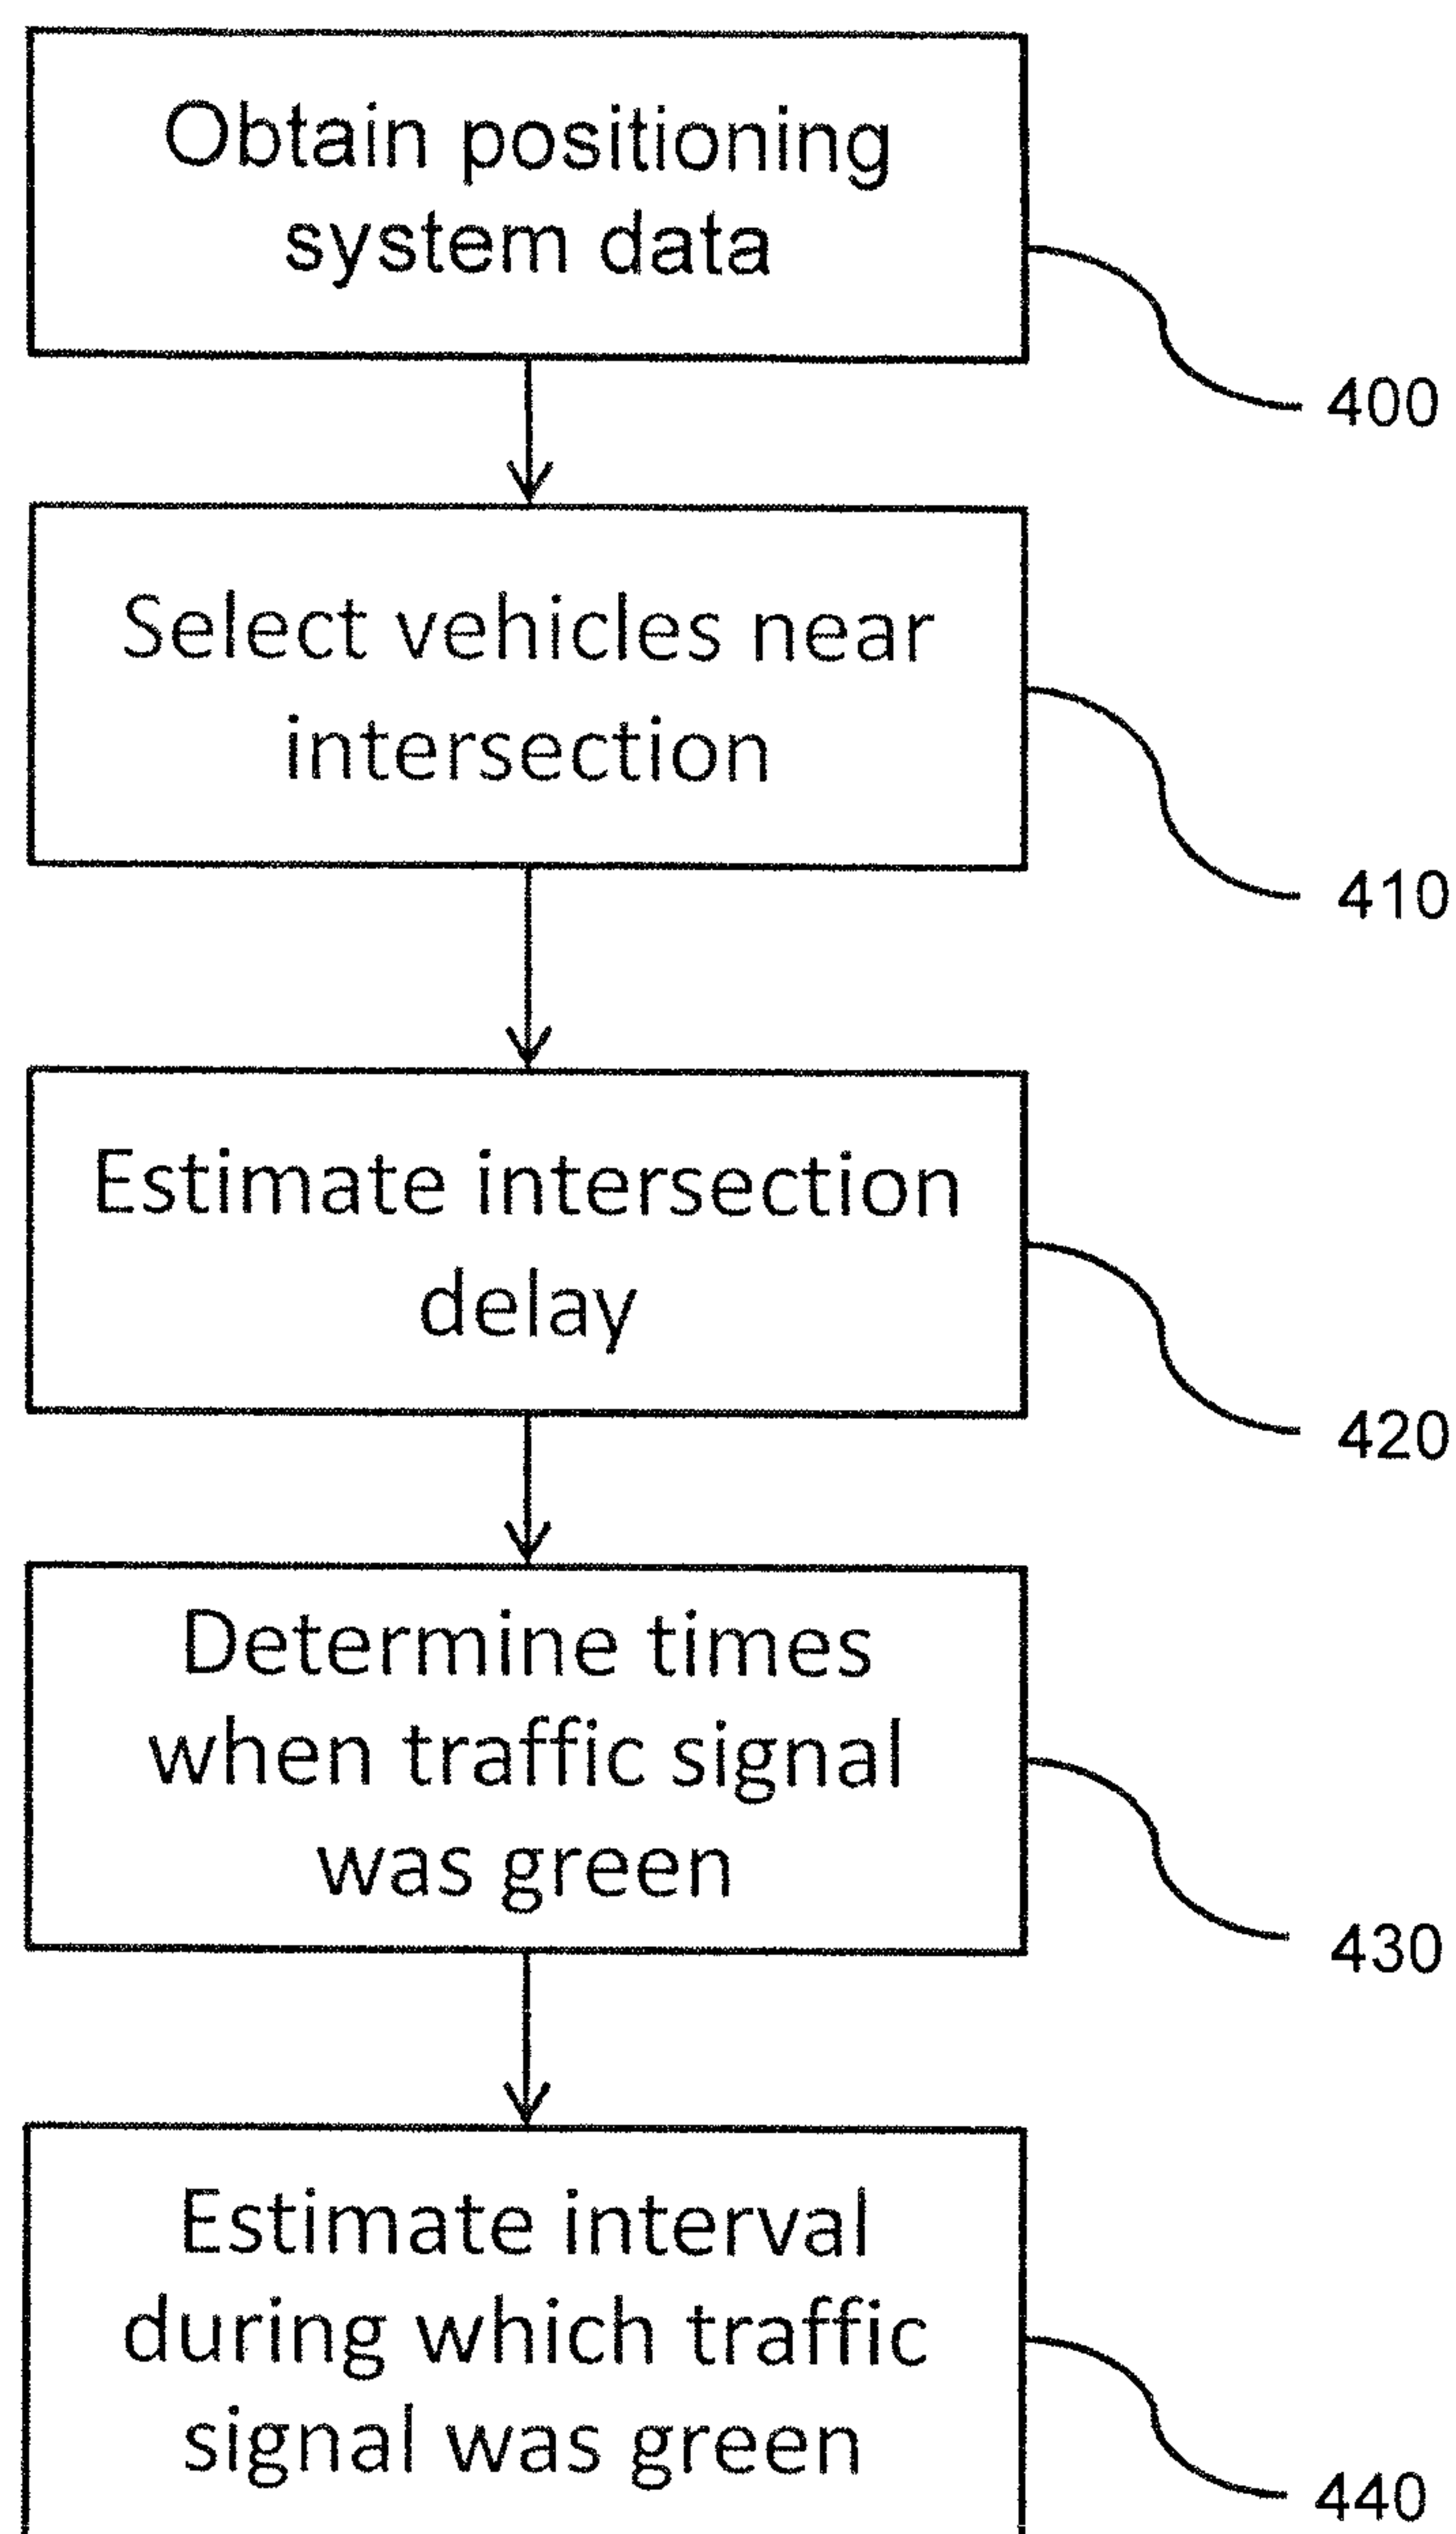 Obtain positioning
system data
400
Select vehicles near
intersection
410
Estimate intersection
delay
420
Determine times
when traffic signal
was green
430
Estimate interval
during which traffic
signal was green
440